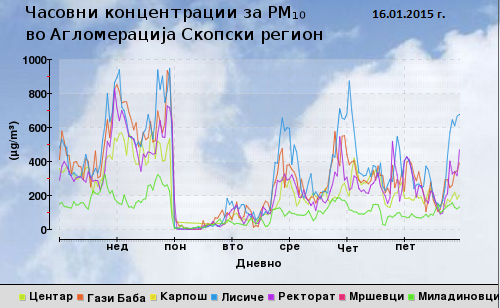 Часовни концентрации за PM₁₀ 16.01.2015 г.
во Агломерација Скопски регион
(µg/m³)
1000
800
600
400
200
0
нед пон вто сре Чет пет
Дневно
Центар Гази Баба Карпош Лисиче Ректорат Мршевци Миладиновци